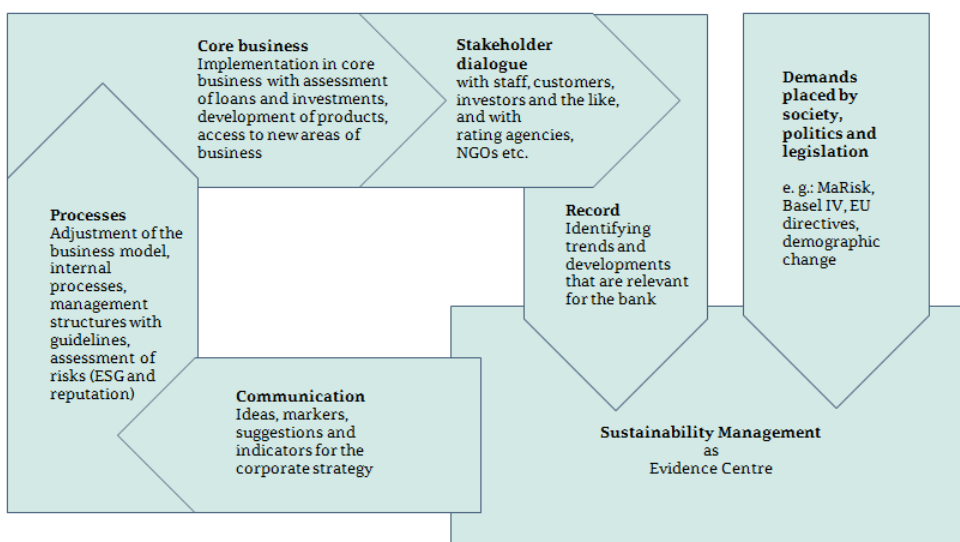 Core business
Implementation in core
business with assessment
of loans and investments,
development of products,
access to new areas of
business
Stakeholder
dialogue
with staff, customers,
investors and the like,
and with
rating agencies,
NGOs etc.
Demands
placed by
society,
politics and
legislation
e. g.: MaRisk,
Basel IV, EU
directives,
demographic
change
Processes
Adjustment of the
business model,
internal
processes,
management
structures with
guidelines,
assessment of
risks (ESG and
reputation)
Record
Identifying
trends and
developments
that are relevant
for the bank
Communication
Ideas, markers,
suggestions and
indicators for the
corporate strategy
Sustainability Management
as
Evidence Centre